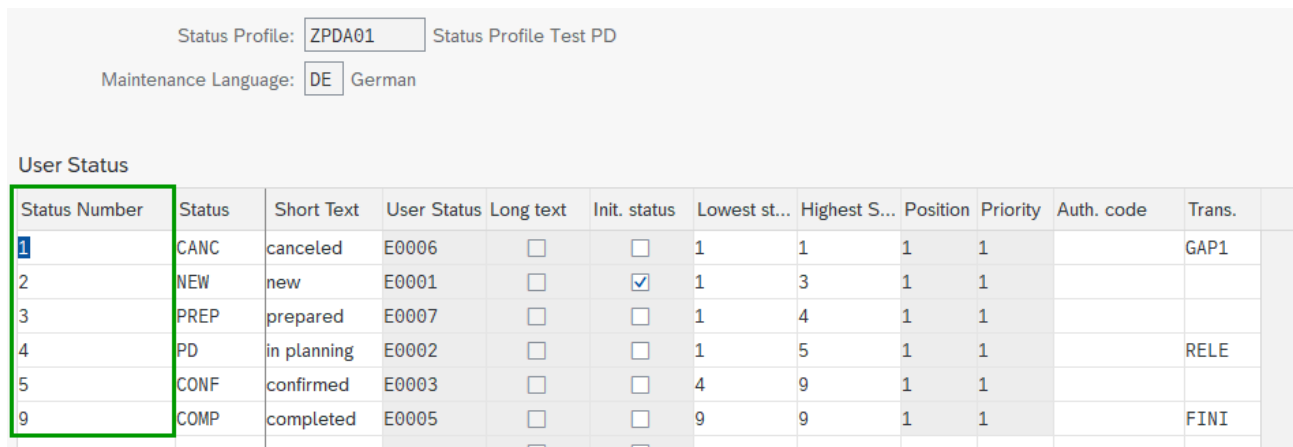 Status Profile: ZPDA01 Status Profile Test PD
Maintenance Language: DE German
User Status
Status Number Status Short Text User Status Long text Init. status Lowest st... Highest S... Position Priority Auth. code Trans.
1 CANC canceled E0006 1 1 1 1 GAP1
2 NEW new E0001 1 3 1 1
3 PREP prepared E0007 1 4 1 1
4 PD in planning E0002 1 5 1 1 RELE
5 CONF confirmed E0003 4 9 1 1
9 COMP completed E0005 9 9 1 1 FINI